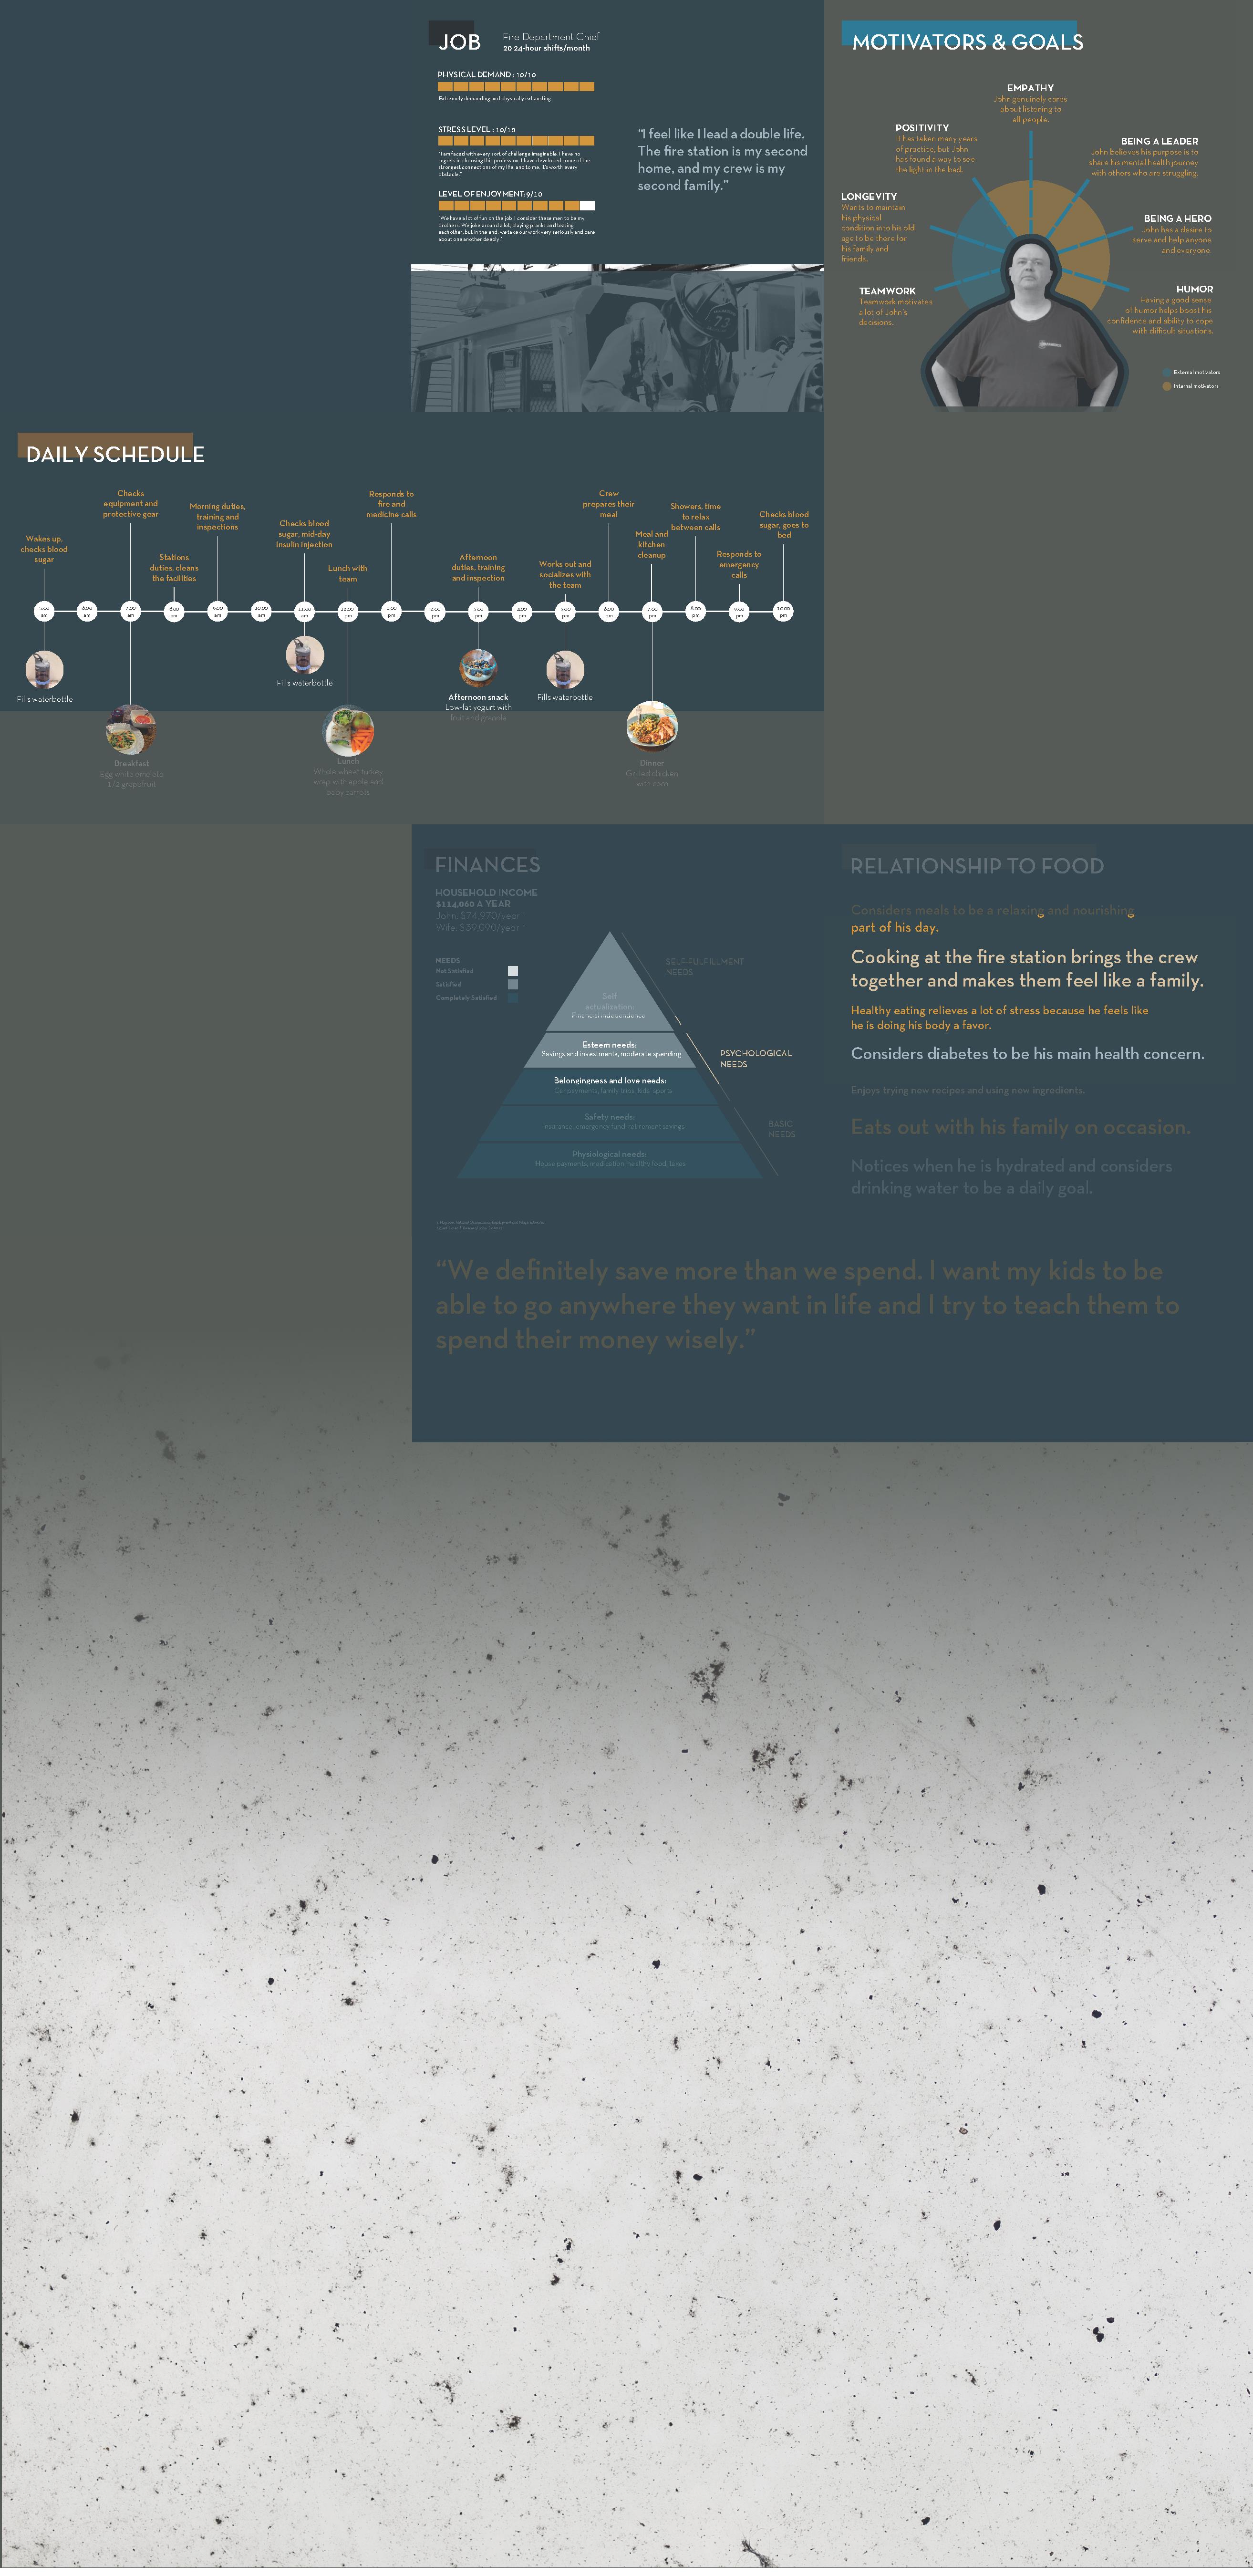 JOB
Fire Department Chief
20 24-hour shifts/month
PHYSICAL DEMAND : 10/10
Extremely demanding and physically exhausting.
STRESS LEVEL : 10/10
"I am faced with every sort of challenge imaginable. I have no
regrets in choosing this profession. I have developed some of the
strongest connections of my life, and to me, it's worth every
obstacle."
LEVEL OF ENJOYMENT: 9/10
"We have a lot of fun on the job. I consider these men to be my
brothers. We joke around a lot, playing pranks and teasing
each other, but in the end, we take our work very seriously and care
about one another deeply."
“I feel like I lead a double life.
The fire station is my second
home, and my crew is my
second family.”
MOTIVATORS & GOALS
EMPATHY
John genuinely cares
about listening to
all people.
POSITIVITY
It has taken many years
of practice, but John
has found a way to see
the light in the bad.
BEING A LEADER
John believes his purpose is to
share his mental health journey
with others who are struggling.
LONGEVITY
Wants to maintain
his physical
condition into his old
age to be there for
his family and
friends.
BEING A HERO
John has a desire to
serve and help anyone
and everyone.
TEAMWORK
Teamwork motivates
a lot of John's
decisions.
HUMOR
Having a good sense
of humor helps boost his
confidence and ability to cope
with difficult situations.
External motivators
Internal motivators
DAILY SCHEDULE
Wakes up,
checks blood
sugar
Checks
equipment and
protective gear
Stations
duties, cleans
the facilities
Morning duties,
training and
inspections
Checks blood
sugar, mid-day
insulin injection
Lunch with
team
Responds to
fire and
medicine calls
Afternoon
duties, training
and inspection
Works out and
socializes with
the team
Crew
prepares their
meal
Meal and
kitchen
cleanup
Showers, time
to relax
between calls
Responds to
emergency
calls
Checks blood
sugar, goes to
bed
5:00 am
6:00 am
7:00 am
8:00 am
9:00 am
10:00 am
11:00 am
12:00 pm
1:00 pm
2:00 pm
3:00 pm
4:00 pm
5:00 pm
6:00 pm
7:00 pm
8:00 pm
9:00 pm
10:00 pm
Fills waterbottle
Breakfast
Egg white omelete,
1/2 grapefruit
Fills waterbottle
Lunch
Whole wheat turkey
wrap with apple and
baby carrots
Afternoon snack
Low-fat yogurt with
fruit and granola
Fills waterbottle
Dinner
Grilled chicken
with corn
FINANCES
HOUSEHOLD INCOME
$114,060 A YEAR
John: $74,970/year
Wife: $39,090/year
NEEDS
Not Satisfied
Satisfied
Completely Satisfied
Self
actualization:
Financial independence
Esteem needs:
Savings and investments, moderate spending
Belongingness and love needs:
Car payments, family trips, kids' sports
Safety needs:
Insurance, emergency fund, retirement savings
Physiological needs:
House payments, medication, healthy food, taxes
SELF-FULFILLMENT
NEEDS
PSYCHOLOGICAL
NEEDS
BASIC
NEEDS
RELATIONSHIP TO FOOD
Considers meals to be a relaxing and nourishing
part of his day.
Cooking at the fire station brings the crew
together and makes them feel like a family.
Healthy eating relieves a lot of stress because he feels like
he is doing his body a favor.
Considers diabetes to be his main health concern.
Enjoys trying new recipes and using new ingredients.
Eats out with his family on occasion.
Notices when he is hydrated and considers
drinking water to be a daily goal.
“We definitely save more than we spend. I want my kids to be
able to go anywhere they want in life and I try to teach them to
spend their money wisely.”